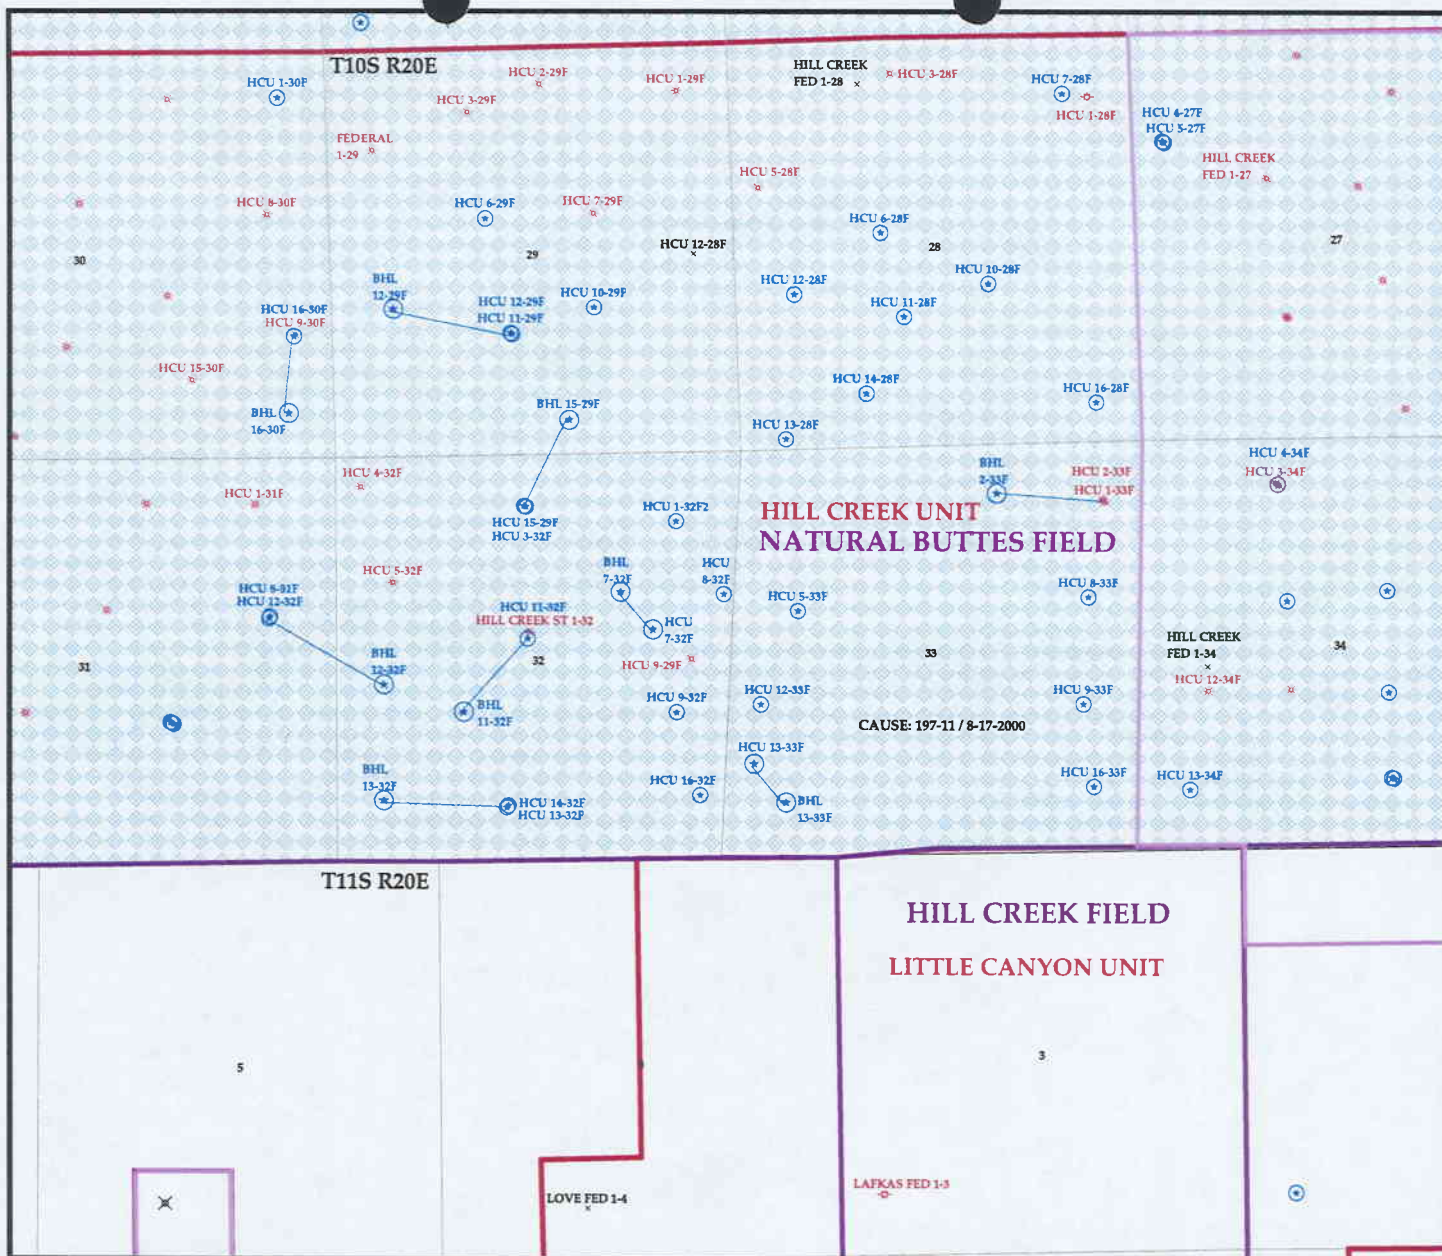 T10S R20E
HCU 1-30F
HCU 2-29F
HCU 1-29F
HCU 3-29F
HILL CREEK
FED 1-28
HCU 3-28F
HCU 7-28F
HCU 1-28F
HCU 4-27F
HCU 5-27F
FEDERAL
1-29
HCU 5-28F
HILL CREEK
FED 1-27
HCU 8-30F
HCU 6-29F
HCU 7-29F
HCU 6-28F
HCU 12-28F
30
29
28
27
BHL
12-29F
HCU 12-29F
HCU 11-29F
HCU 10-29F
HCU 12-28F
HCU 10-28F
HCU 11-28F
HCU 16-30F
HCU 9-30F
HCU 15-30F
BHL
16-30F
BHL 15-29F
HCU 14-28F
HCU 16-28F
HCU 13-28F
HCU 4-32F
HCU 1-31F
HCU 15-29F
HCU 3-32F
HCU 1-32F2
HILL CREEK UNIT
NATURAL BUTTES FIELD
BHL
2-33F
HCU 2-33F
HCU 1-33F
HCU 4-34F
HCU 3-34F
HCU 5-32F
HCU 12-32F
BHL
7-32F
HCU
8-32F
HCU 5-33F
HCU 8-33F
HCU 11-32F
HILL CREEK ST 1-32
HCU
7-32F
HCU 9-29F
31
32
33
34
HILL CREEK
FED 1-34
HCU 12-34F
BHL
12-32F
BHL
11-32F
HCU 9-32F
HCU 12-33F
HCU 9-33F
CAUSE: 197-11 / 8-17-2000
BHL
13-32F
HCU 14-32F
HCU 13-32F
HCU 16-32F
HCU 13-33F
BHL
13-33F
HCU 16-33F
HCU 13-34F
T11S R20E
HILL CREEK FIELD
LITTLE CANYON UNIT
5
3
LOVE FED 1-4
LAFKAS FED 1-3